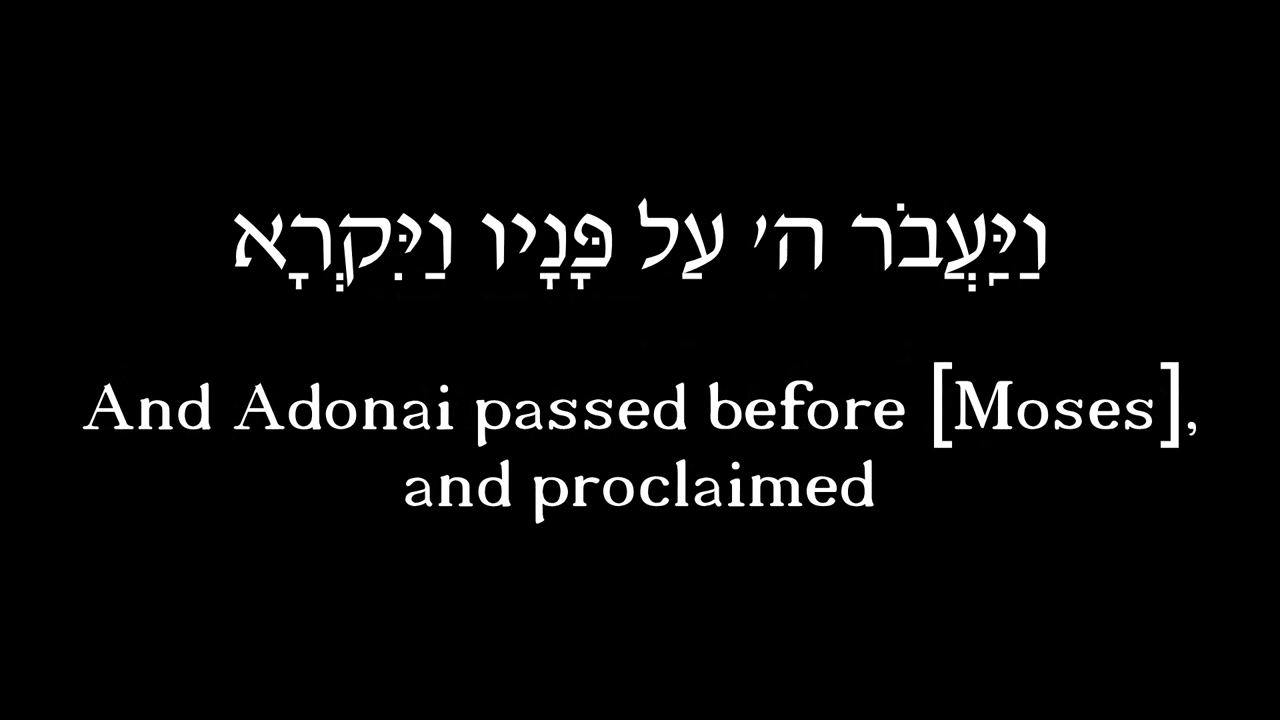 וַיַּעֲבֹר ה׳ עַל פָּנָיו וַיִּקְרָא
And Adonai passed before [Moses],
and proclaimed